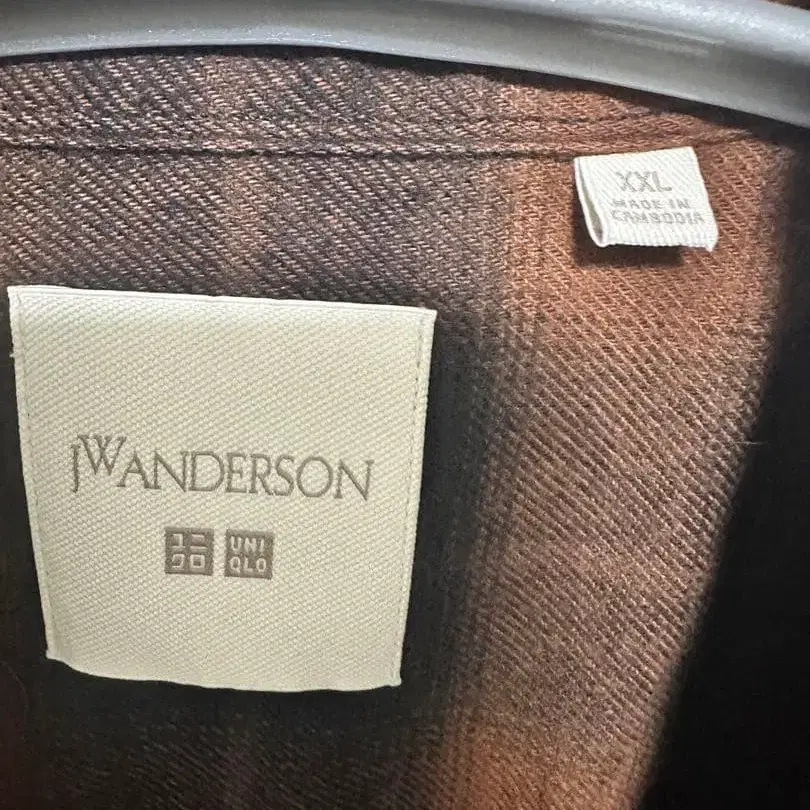 XXL
MADE IN
CAMBODIA
JWANDERSON
ユニ UNI
クロ QLO